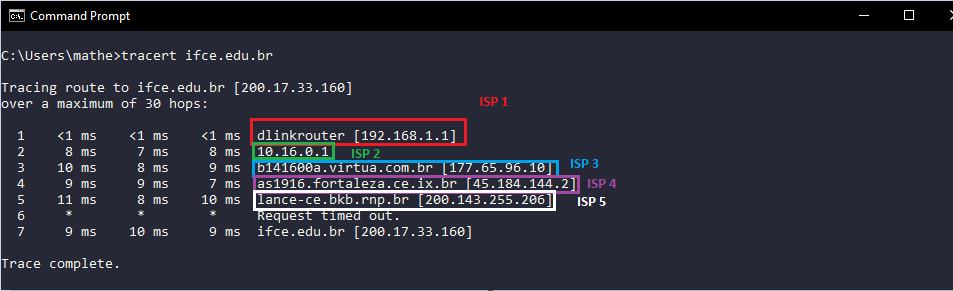 Command Prompt
C:\Users\mathe>tracert ifce.edu.br
Tracing route to ifce.edu.br [200.17.33.160]
over a maximum of 30 hops:
ISP 1
1 <1 ms <1 ms <1 ms dlinkrouter [192.168.1.1]
2 8 ms 7 ms 8 ms 10.16.0.1 ISP 2
3 10 ms 8 ms 9 ms b141600a.virtua.com.br [177.65.96.10] ISP 3
4 9 ms 9 ms 7 ms as1916.fortaleza.ce.ix.br [45.184.144.2] ISP 4
5 11 ms 8 ms 10 ms lance-ce.bkb.rnp.br [200.143.255.206] ISP 5
6 * * * Request timed out.
7 9 ms 10 ms 9 ms ifce.edu.br [200.17.33.160]
Trace complete.